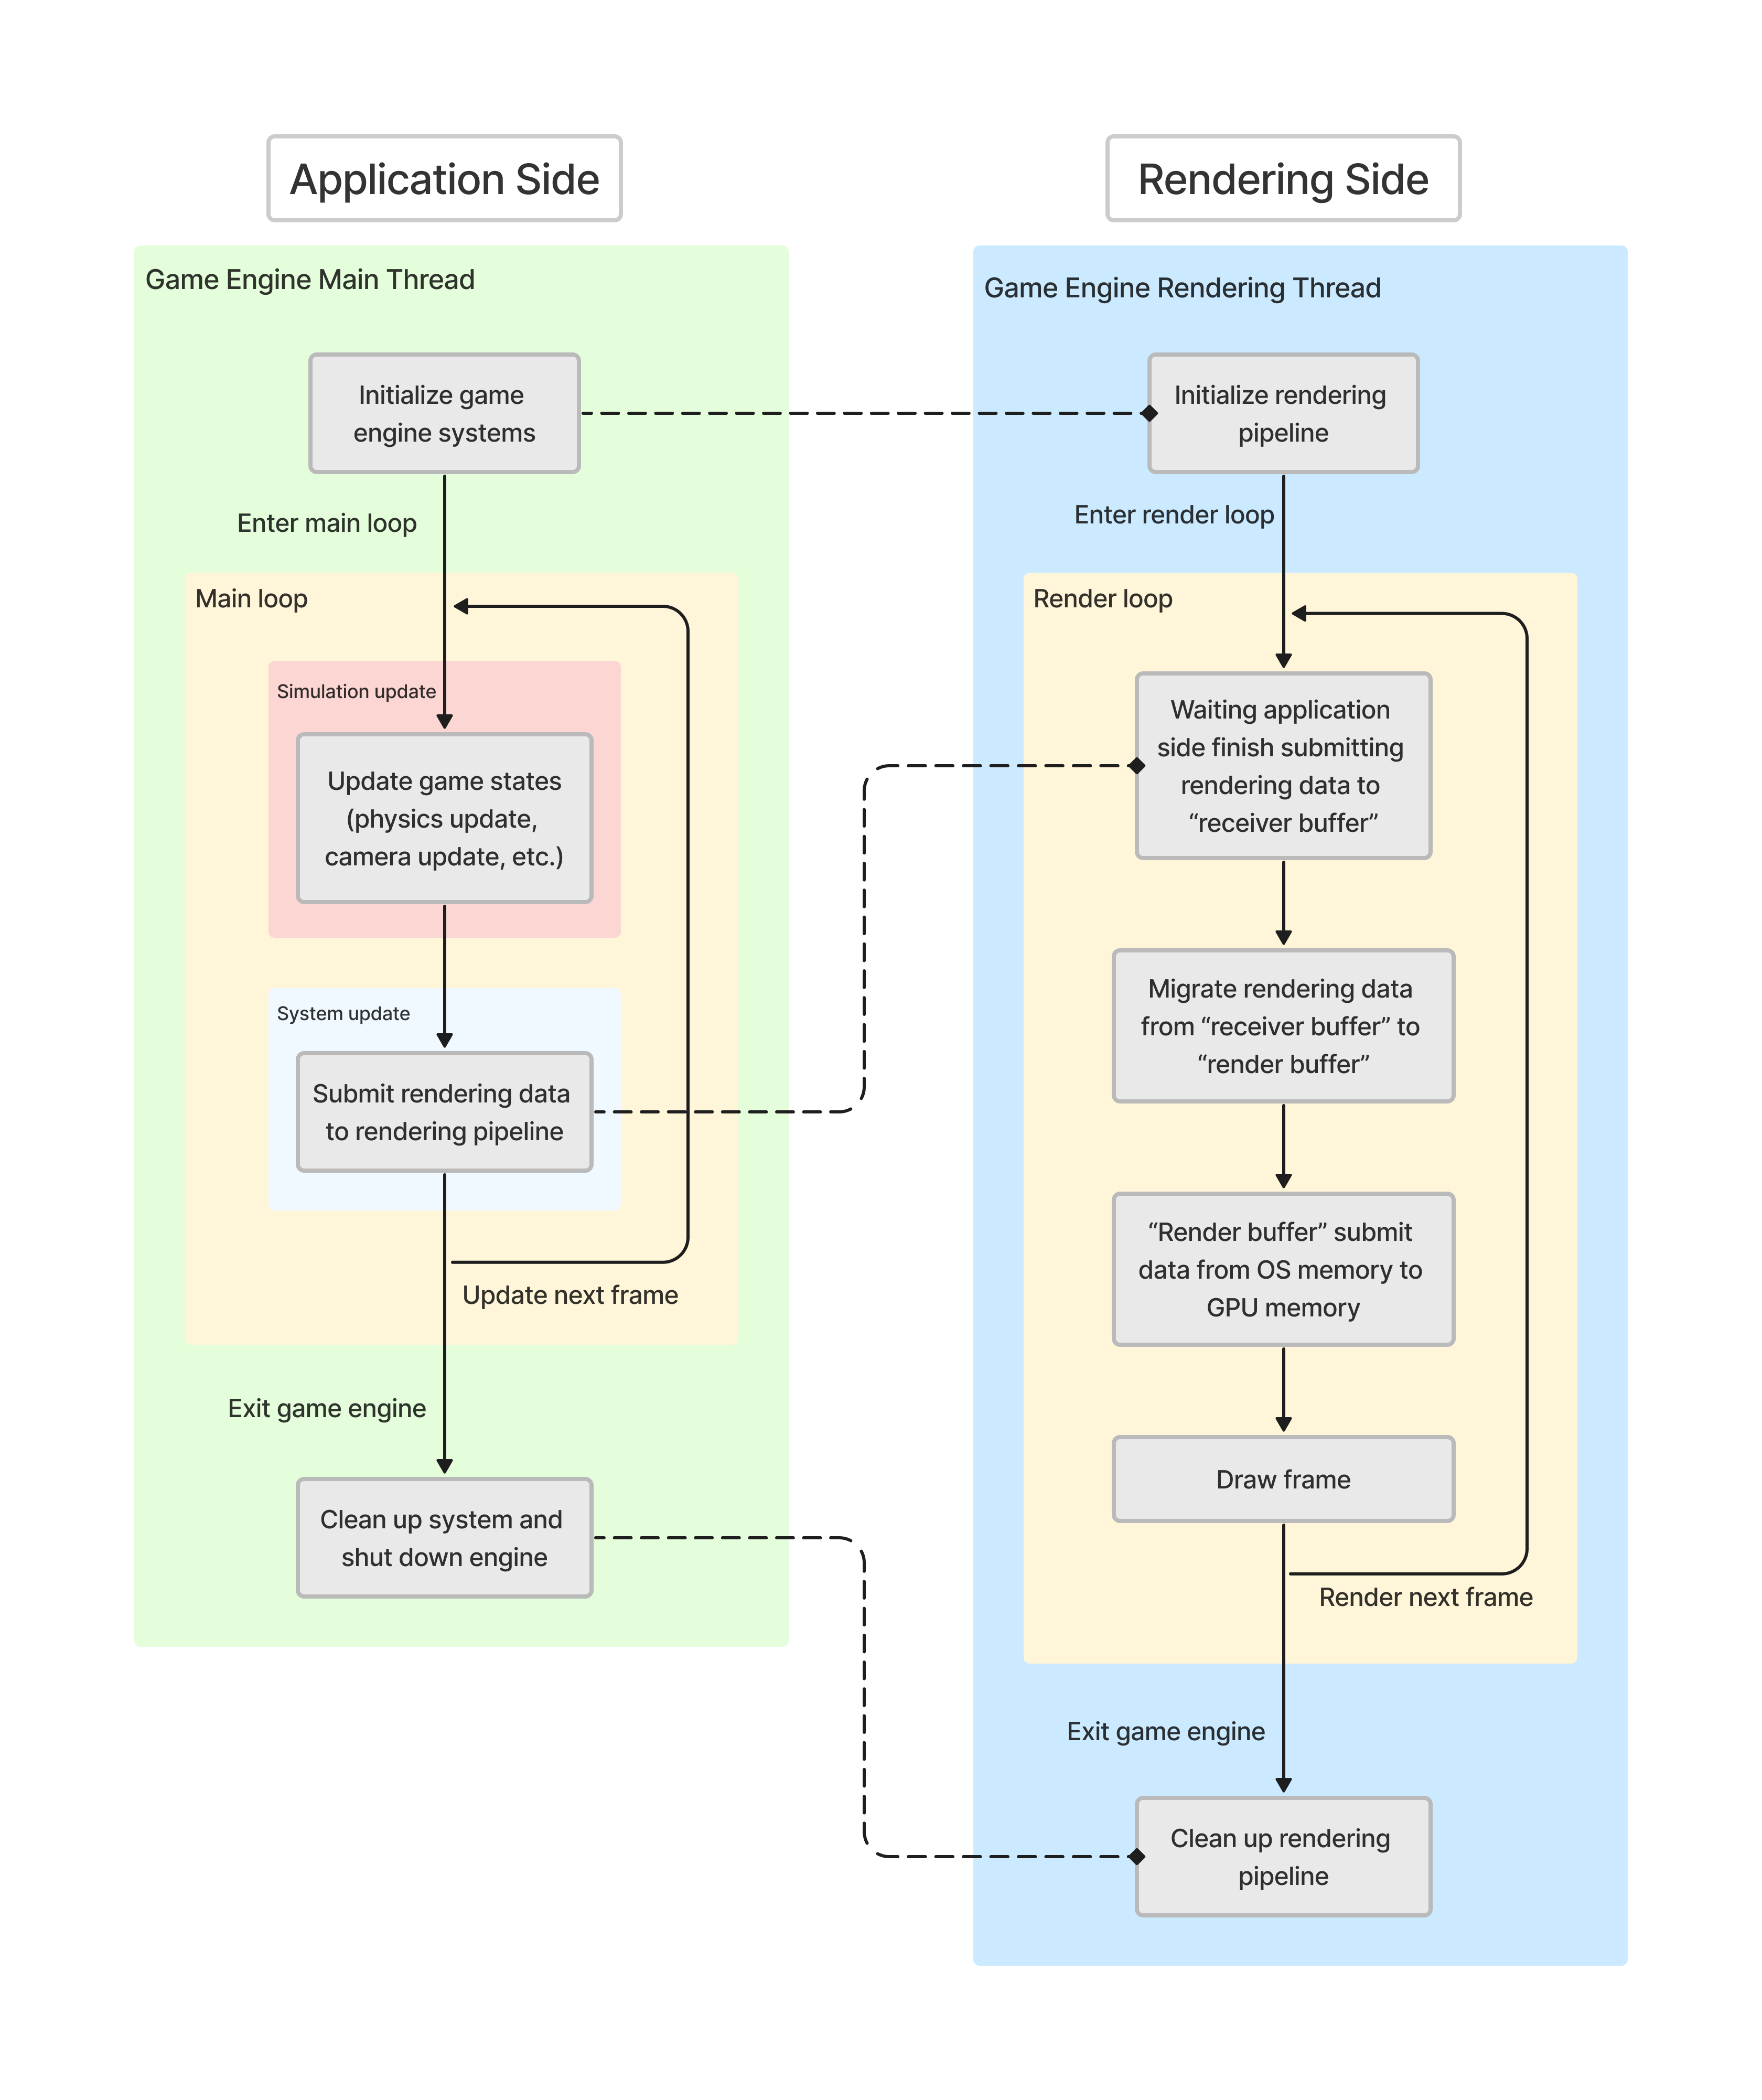 Application Side
Game Engine Main Thread
Initialize game
engine systems
Enter main loop
Main loop
Simulation update
Update game states
(physics update,
camera update, etc.)
System update
Submit rendering data
to rendering pipeline
Update next frame
Exit game engine
Clean up system and
shut down engine
Rendering Side
Game Engine Rendering Thread
Initialize rendering
pipeline
Enter render loop
Render loop
Waiting application
side finish submitting
rendering data to
“receiver buffer”
Migrate rendering data
from “receiver buffer” to
“render buffer”
“Render buffer” submit
data from OS memory to
GPU memory
Draw frame
Render next frame
Exit game engine
Clean up rendering
pipeline